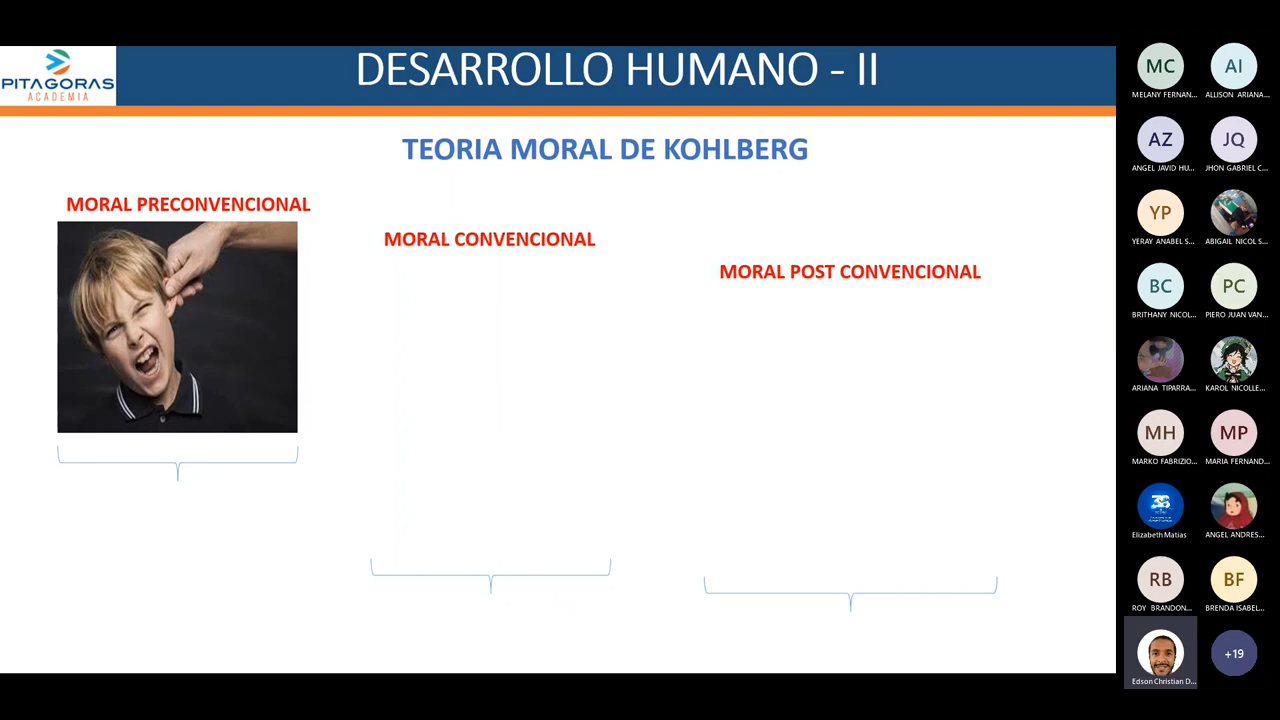 PITAGORAS
ACADEMIA
DESARROLLO HUMANO - II
TEORIA MORAL DE KOHLBERG
MORAL PRECONVENCIONAL
MORAL CONVENCIONAL
MORAL POST CONVENCIONAL
MC
AI
MELANY FERNAN...
ALLISON ARIANA...
AZ
JQ
ANGEL JAVID HU...
JHON GABRIEL C...
YP
YERAY ANABEL S...
ABIGAIL NICOL S...
BC
PC
BRITHANY NICOL...
PIERO JUAN VAN...
ARIANA TIPARRA...
KAROL NICOLLE...
MH
MP
MARKO FABRIZIO...
MARIA FERNAND...
Elizabeth Matias
ANGEL ANDRES...
RB
BF
ROY BRANDON...
BRENDA ISABEL...
+19
Edson Christian D...